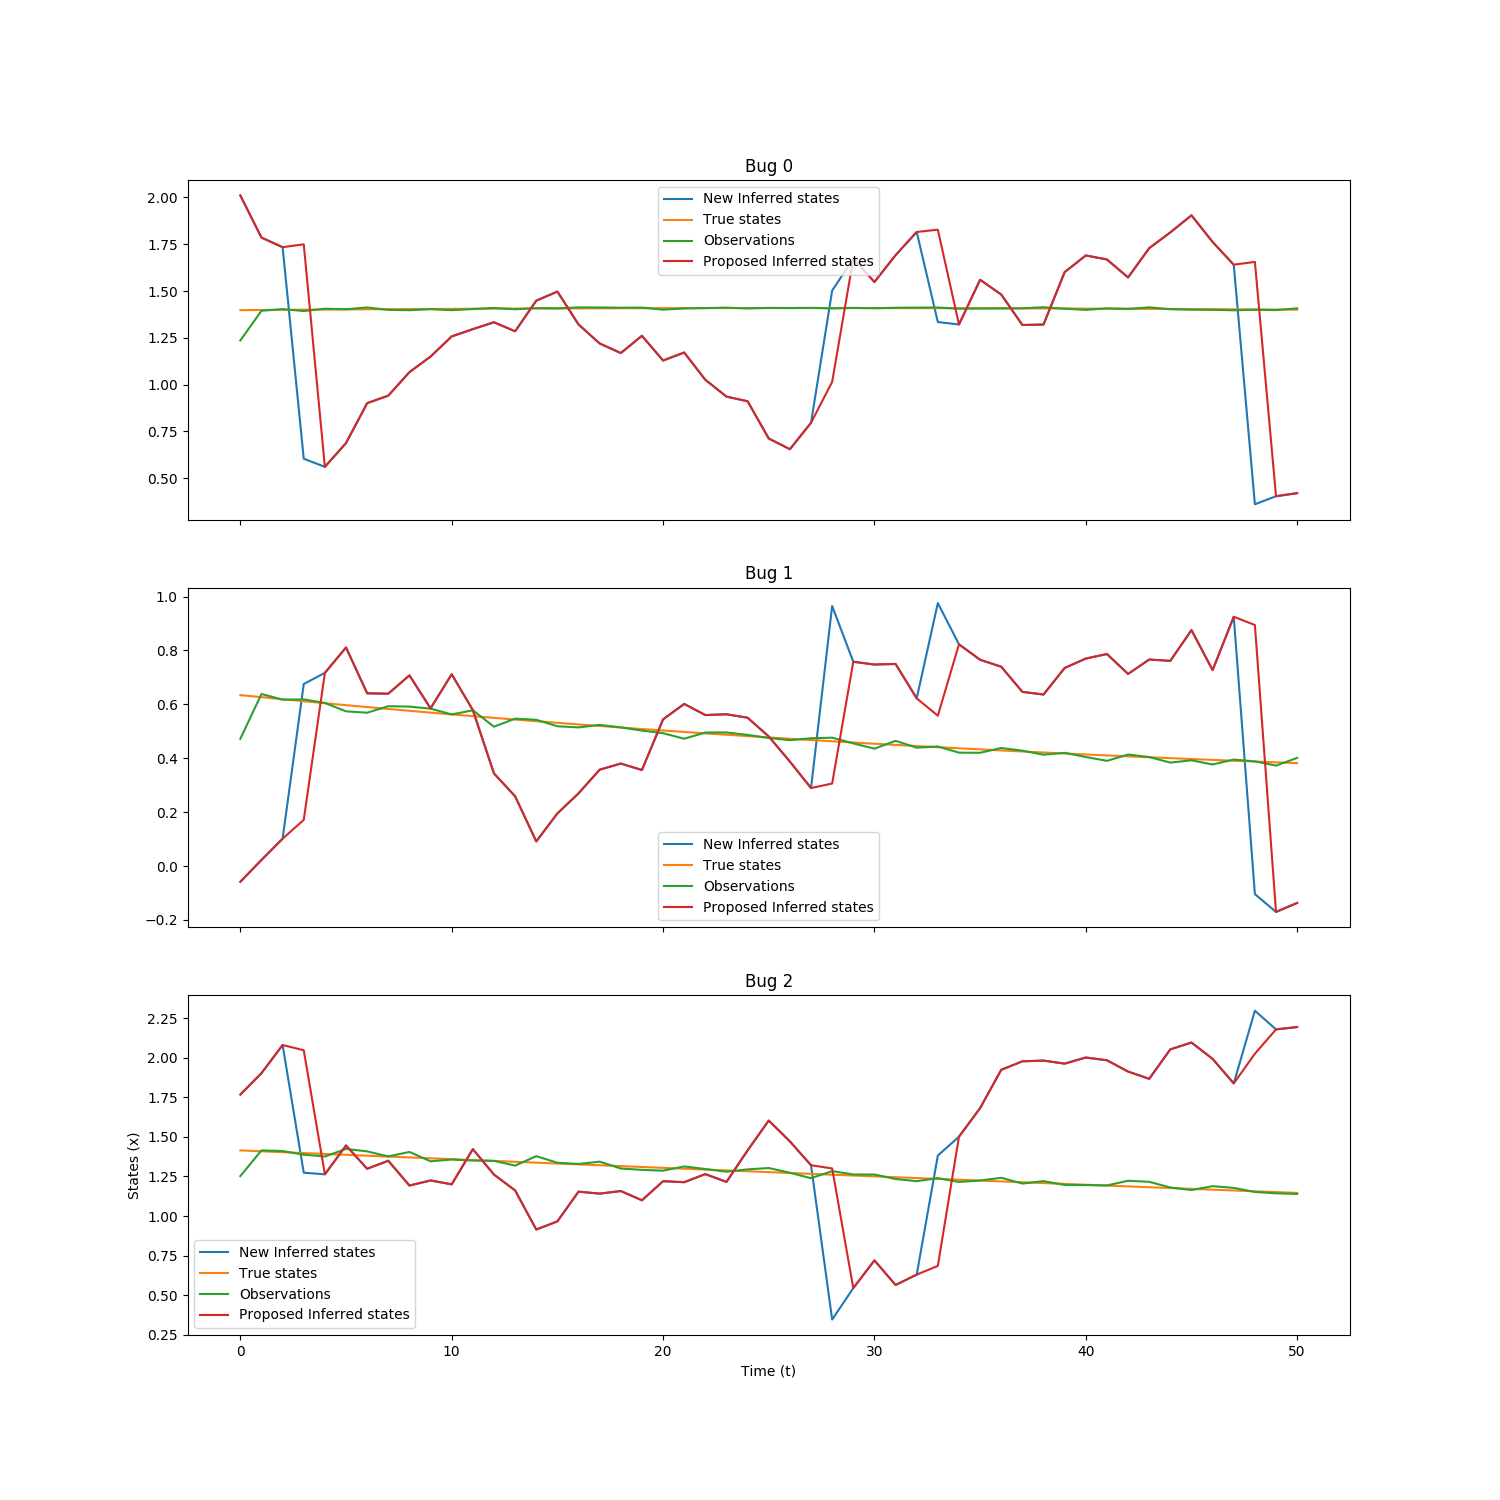 Bug 0
2.00
1.75
1.50
1.25
1.00
0.75
0.50
New Inferred states
True states
Observations
Proposed Inferred states
Bug 1
1.0
0.8
0.6
0.4
0.2
0.0
−0.2
New Inferred states
True states
Observations
Proposed Inferred states
Bug 2
2.25
2.00
1.75
1.50
1.25
1.00
0.75
0.50
0.25
States (x)
New Inferred states
True states
Observations
Proposed Inferred states
0 10 20 30 40 50
Time (t)